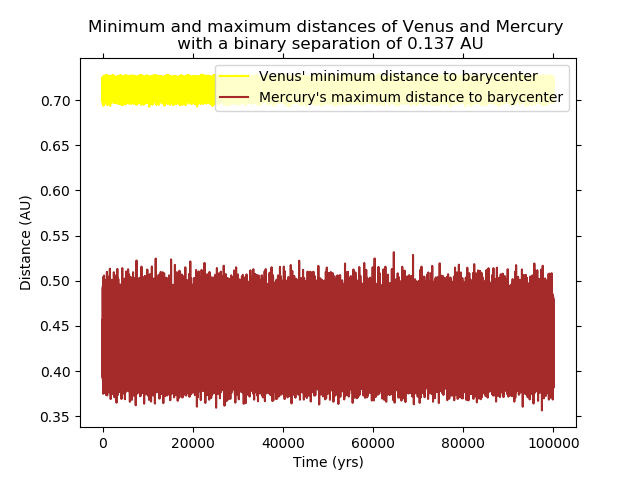 Minimum and maximum distances of Venus and Mercury
with a binary separation of 0.137 AU
Venus' minimum distance to barycenter
Mercury's maximum distance to barycenter
Distance (AU)
0.70
0.65
0.60
0.55
0.50
0.45
0.40
0.35
0 20000 40000 60000 80000 100000
Time (yrs)